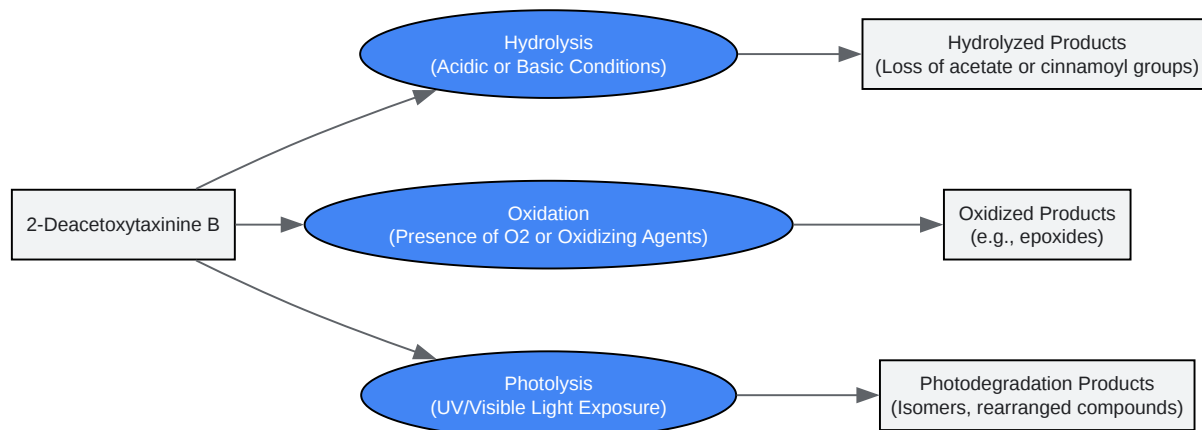 Hydrolysis
(Acidic or Basic Conditions)
Hydrolyzed Products
(Loss of acetate or cinnamoyl groups)
2-Deacetoxytaxinine B
Oxidation
(Presence of O2 or Oxidizing Agents)
Oxidized Products
(e.g., epoxides)
Photolysis
(UV/Visible Light Exposure)
Photodegradation Products
(Isomers, rearranged compounds)